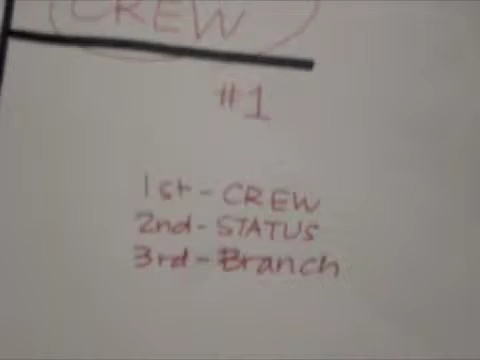 CREW
#1
1st - CREW
2nd - STATUS
3rd - Branch